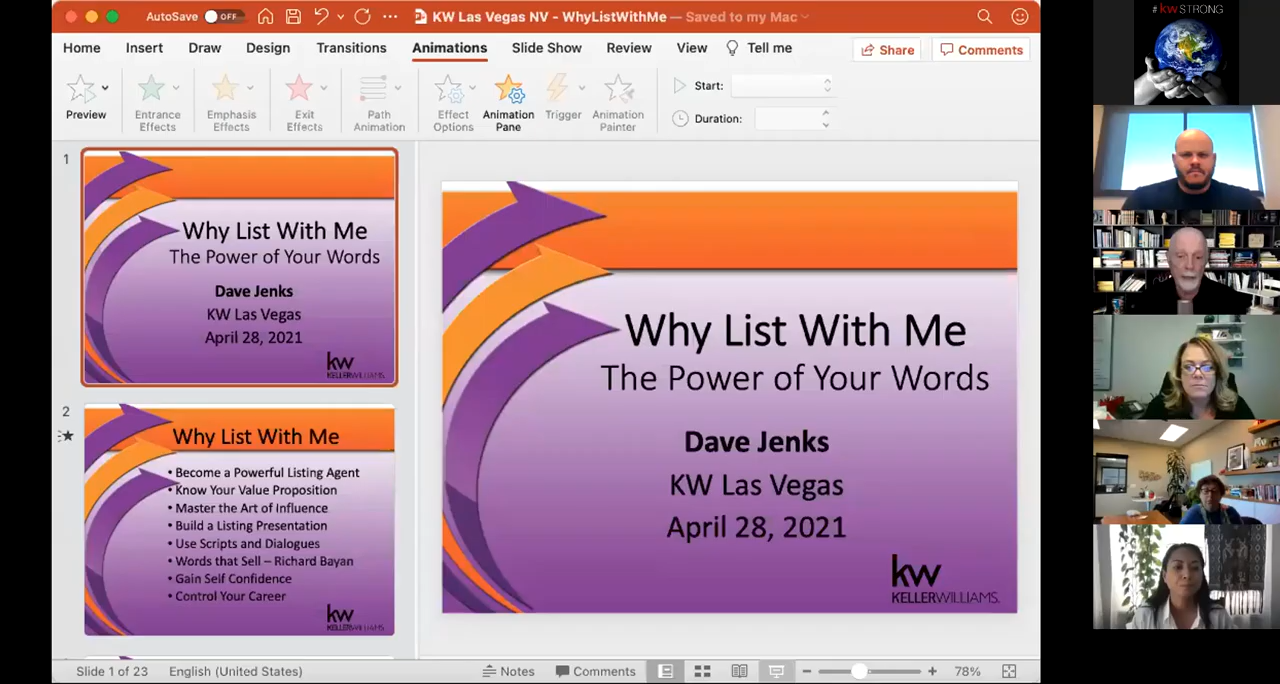 AutoSave OFF KW Las Vegas NV - WhyListWithMe — Saved to my Mac
Home Insert Draw Design Transitions Animations Slide Show Review View Tell me Share Comments
Preview
Entrance Effects
Emphasis Effects
Exit Effects
Path Animation
Effect Options
Animation Pane
Trigger
Animation Painter
Start:
Duration:
1
Why List With Me
The Power of Your Words
Dave Jenks
KW Las Vegas
April 28, 2021
kw
KELLERWILLIAMS.
2
Why List With Me
• Become a Powerful Listing Agent
• Know Your Value Proposition
• Master the Art of Influence
• Build a Listing Presentation
• Use Scripts and Dialogues
• Words that Sell – Richard Bayan
• Gain Self Confidence
• Control Your Career
kw
KELLERWILLIAMS.
Why List With Me
The Power of Your Words
Dave Jenks
KW Las Vegas
April 28, 2021
kw
KELLERWILLIAMS.
Slide 1 of 23 English (United States) Notes Comments 78%
#kwSTRONG